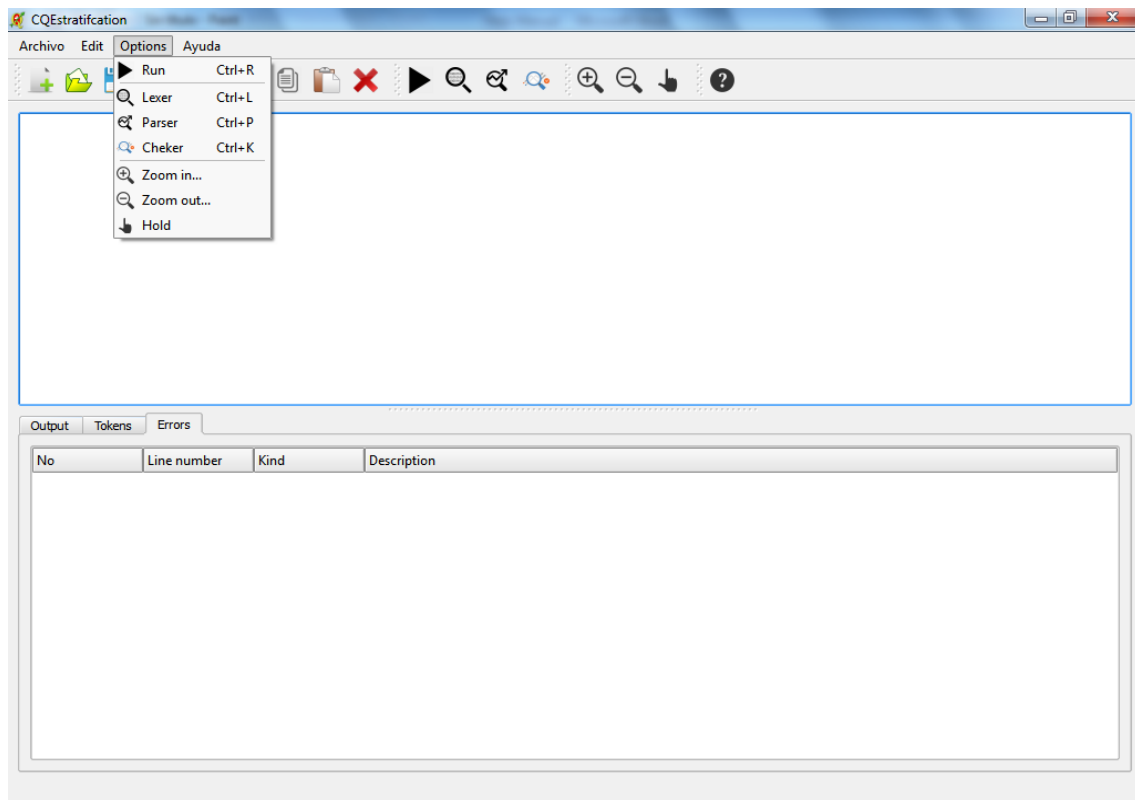 CQEstratifcation
Archivo Edit Options Ayuda
Run Ctrl+R
Lexer Ctrl+L
Parser Ctrl+P
Cheker Ctrl+K
Zoom in...
Zoom out...
Hold
Output Tokens Errors
No Line number Kind Description